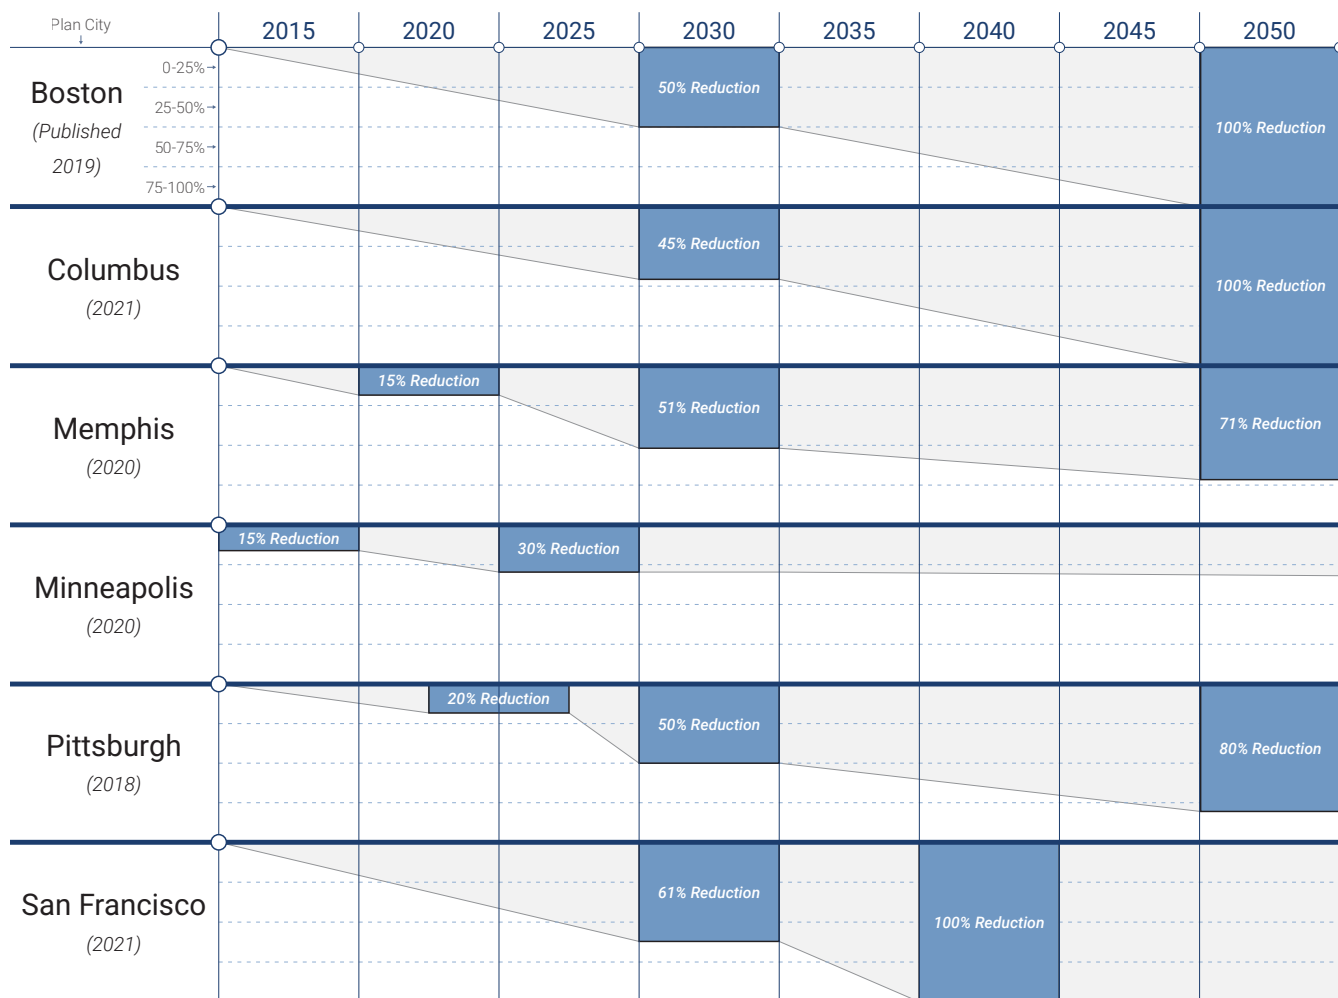 Plan City
2015 2020 2025 2030 2035 2040 2045 2050
Boston
(Published
2019)
0-25%
25-50%
50-75%
75-100%
50% Reduction
100% Reduction
Columbus
(2021)
45% Reduction
100% Reduction
Memphis
(2020)
15% Reduction
51% Reduction
71% Reduction
Minneapolis
(2020)
15% Reduction
30% Reduction
Pittsburgh
(2018)
20% Reduction
50% Reduction
80% Reduction
San Francisco
(2021)
61% Reduction
100% Reduction